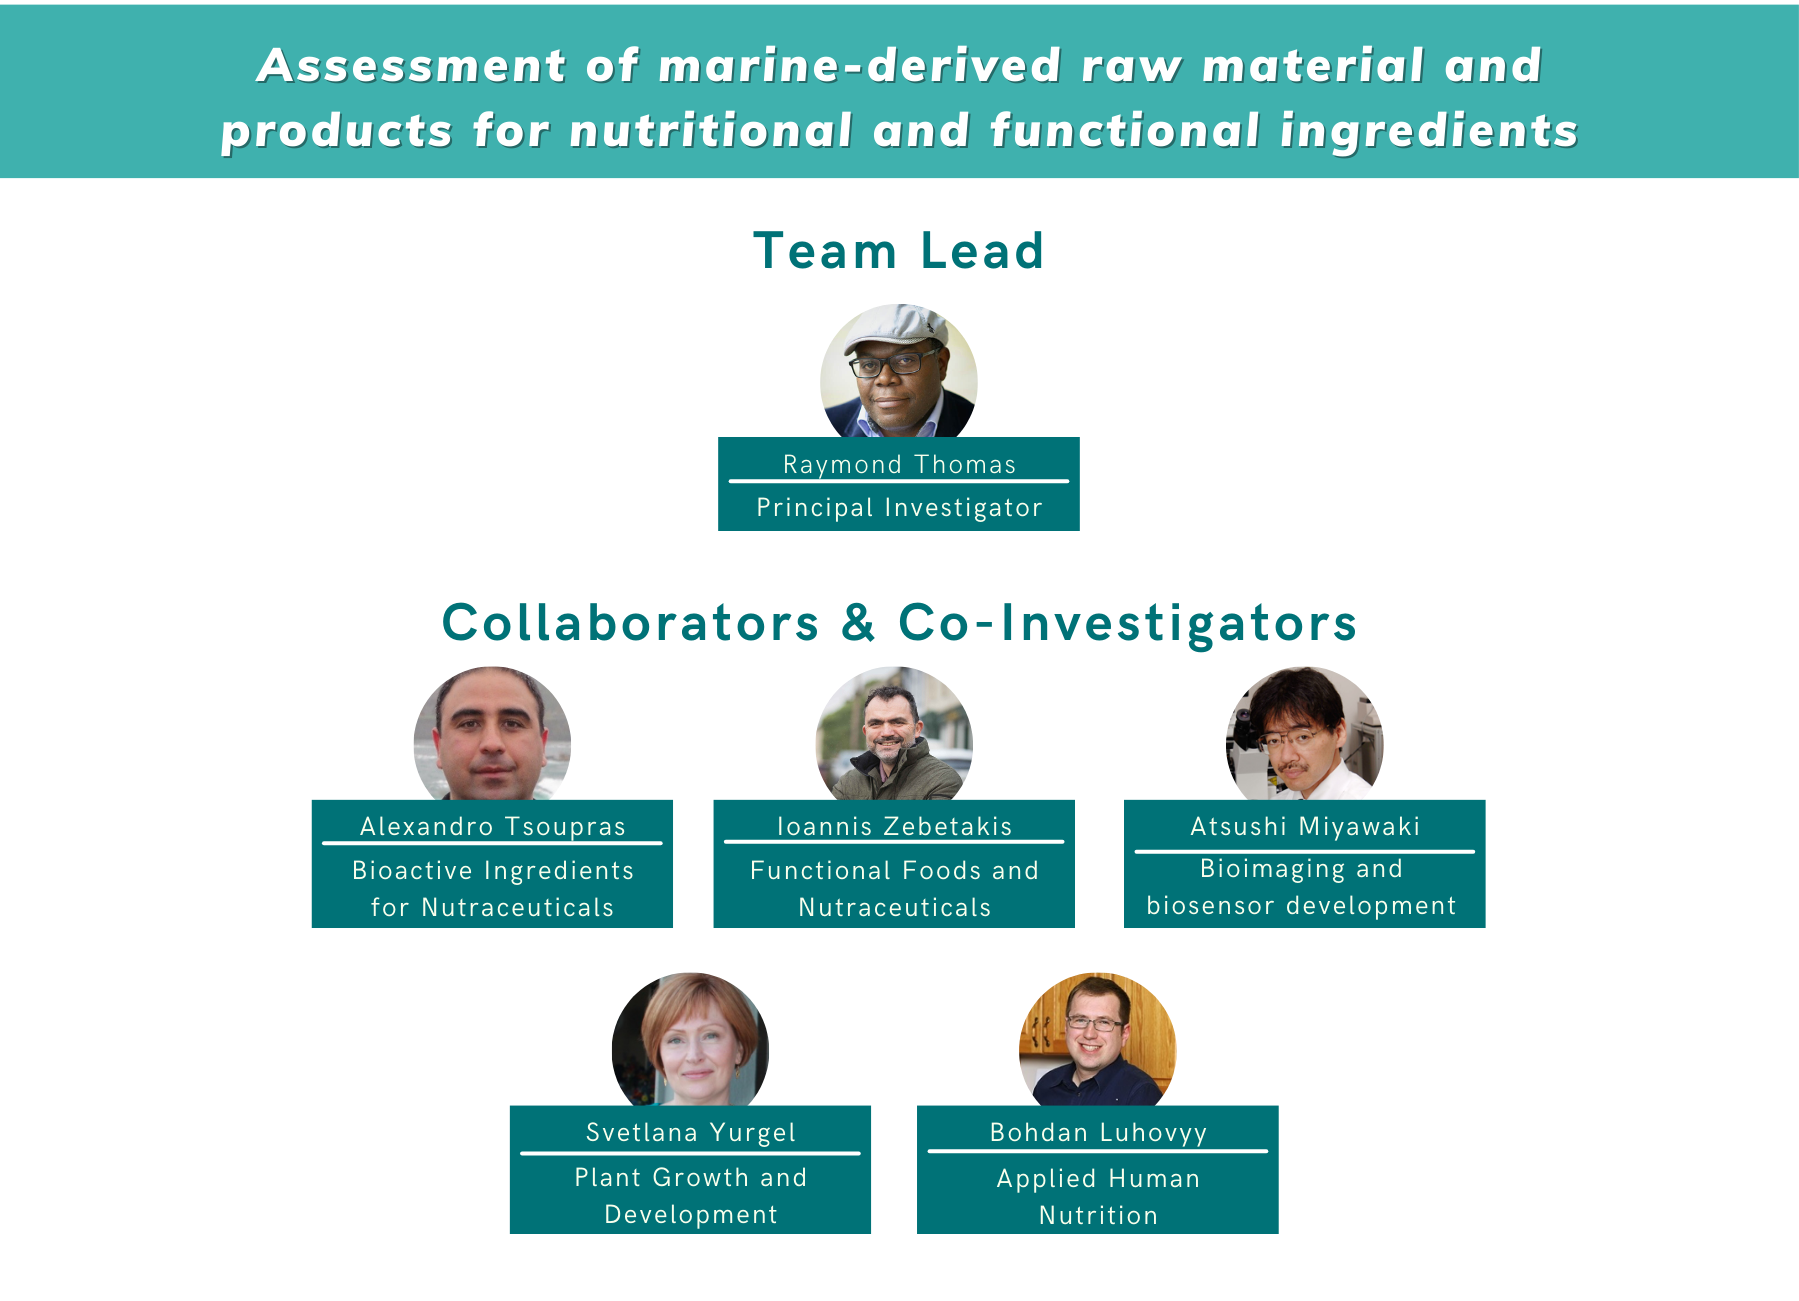 Assessment of marine-derived raw material and
products for nutritional and functional ingredients
Team Lead
Raymond Thomas
Principal Investigator
Collaborators & Co-Investigators
Alexandro Tsoupras
Bioactive Ingredients
for Nutraceuticals
Ioannis Zebetakis
Functional Foods and
Nutraceuticals
Atsushi Miyawaki
Bioimaging and
biosensor development
Svetlana Yurgel
Plant Growth and
Development
Bohdan Luhovyy
Applied Human
Nutrition